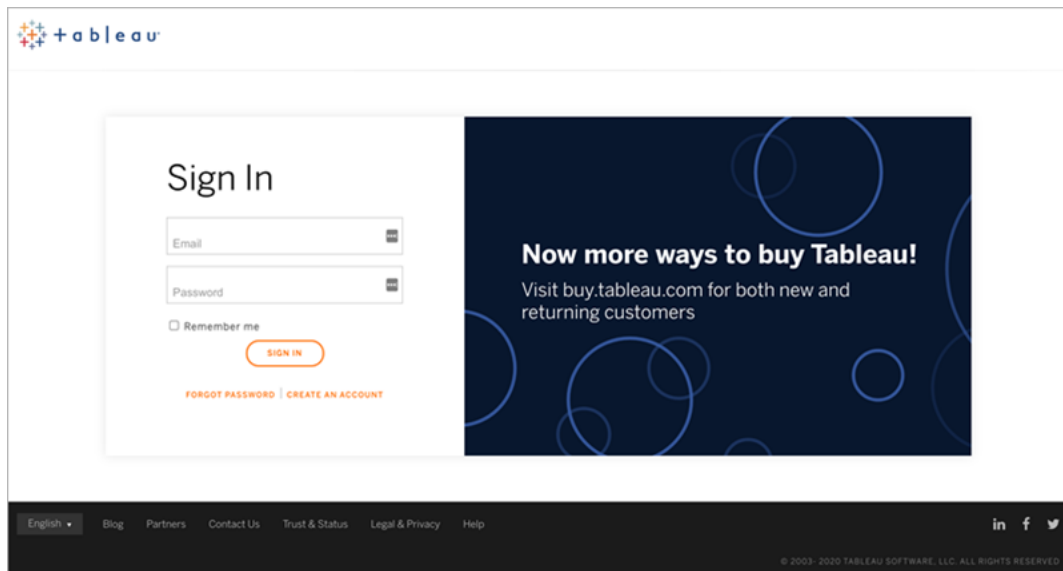 + a b | e a u
Sign In
Email
Password
Remember me
SIGN IN
FORGOT PASSWORD | CREATE AN ACCOUNT
Now more ways to buy Tableau!
Visit buy.tableau.com for both new and
returning customers
English Blog Partners Contact Us Trust & Status Legal & Privacy Help
© 2003- 2020 TABLEAU SOFTWARE, LLC. ALL RIGHTS RESERVED